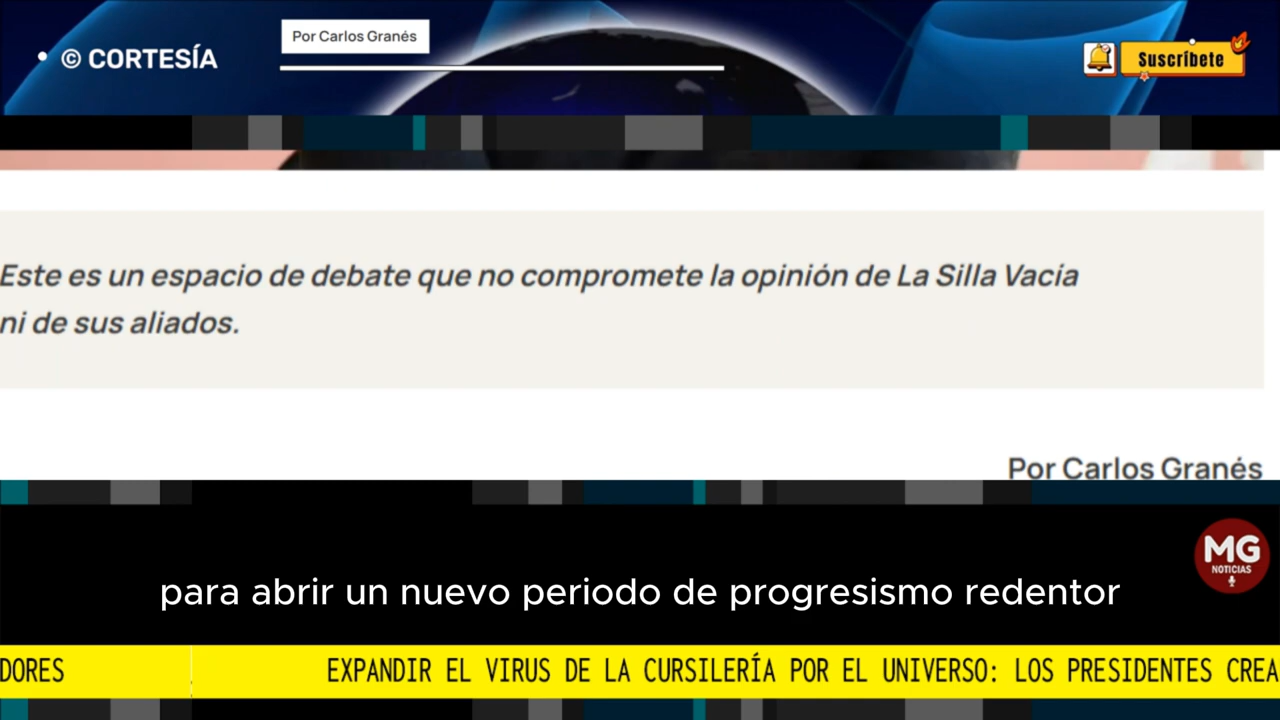 Por Carlos Granés
© CORTESÍA
Suscríbete
Este es un espacio de debate que no compromete la opinión de La Silla Vacia
ni de sus aliados.
Por Carlos Granés
MG
NOTICIAS
para abrir un nuevo periodo de progresismo redentor
DORES EXPANDIR EL VIRUS DE LA CURSILERÍA POR EL UNIVERSO: LOS PRESIDENTES CREA